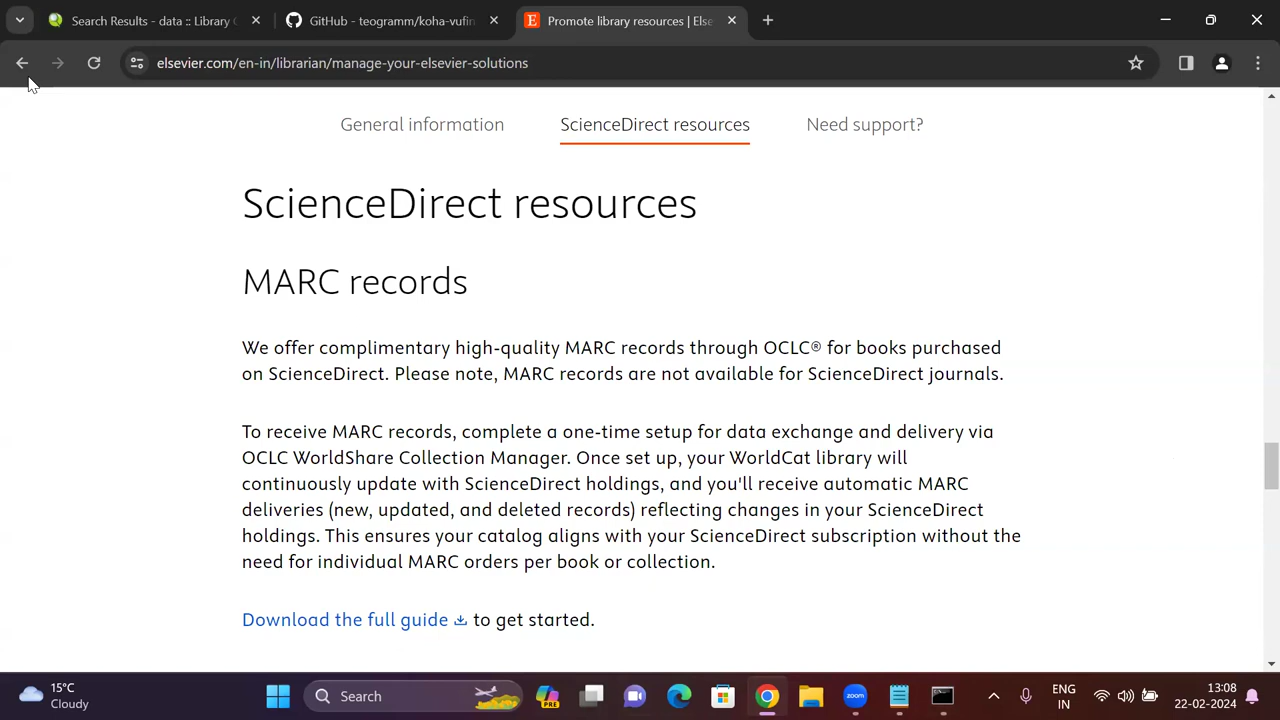 Search Results - data :: Library C
GitHub - teogramm/koha-vufin
Promote library resources | Else
elsevier.com/en-in/librarian/manage-your-elsevier-solutions
General information
ScienceDirect resources
Need support?
ScienceDirect resources
MARC records
We offer complimentary high-quality MARC records through OCLC® for books purchased
on ScienceDirect. Please note, MARC records are not available for ScienceDirect journals.
To receive MARC records, complete a one-time setup for data exchange and delivery via
OCLC WorldShare Collection Manager. Once set up, your WorldCat library will
continuously update with ScienceDirect holdings, and you'll receive automatic MARC
deliveries (new, updated, and deleted records) reflecting changes in your ScienceDirect
holdings. This ensures your catalog aligns with your ScienceDirect subscription without the
need for individual MARC orders per book or collection.
Download the full guide to get started.
15°C
Cloudy
Search
PRE
zoom
ENG
IN
13:08
22-02-2024